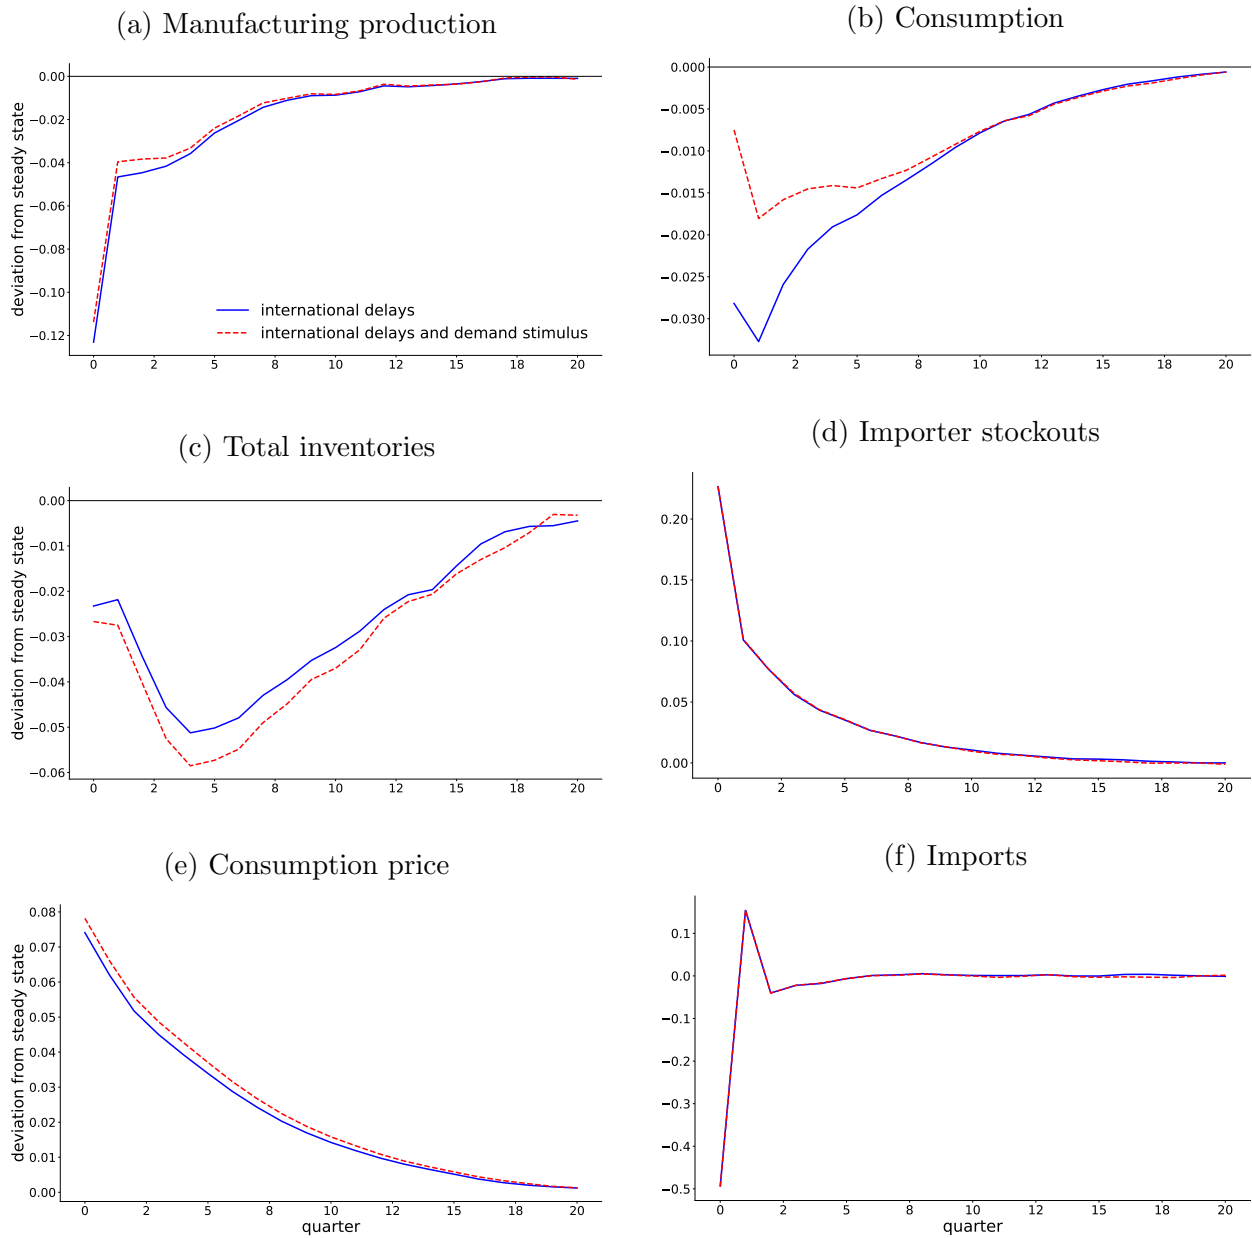 (a) Manufacturing production
(b) Consumption
deviation from steady state
0.00
−0.02
−0.04
−0.06
−0.08
−0.10
−0.12
international delays
international delays and demand stimulus
0 2 5 8 10 12 15 18 20
0.000
−0.005
−0.010
−0.015
−0.020
−0.025
−0.030
0 2 5 8 10 12 15 18 20
(c) Total inventories
(d) Importer stockouts
deviation from steady state
0.00
−0.01
−0.02
−0.03
−0.04
−0.05
−0.06
0 2 5 8 10 12 15 18 20
0.20
0.15
0.10
0.05
0.00
0 2 5 8 10 12 15 18 20
(e) Consumption price
(f) Imports
deviation from steady state
0.08
0.07
0.06
0.05
0.04
0.03
0.02
0.01
0.00
0 2 5 8 10 12 15 18 20
quarter
0.1
0.0
−0.1
−0.2
−0.3
−0.4
−0.5
0 2 5 8 10 12 15 18 20
quarter